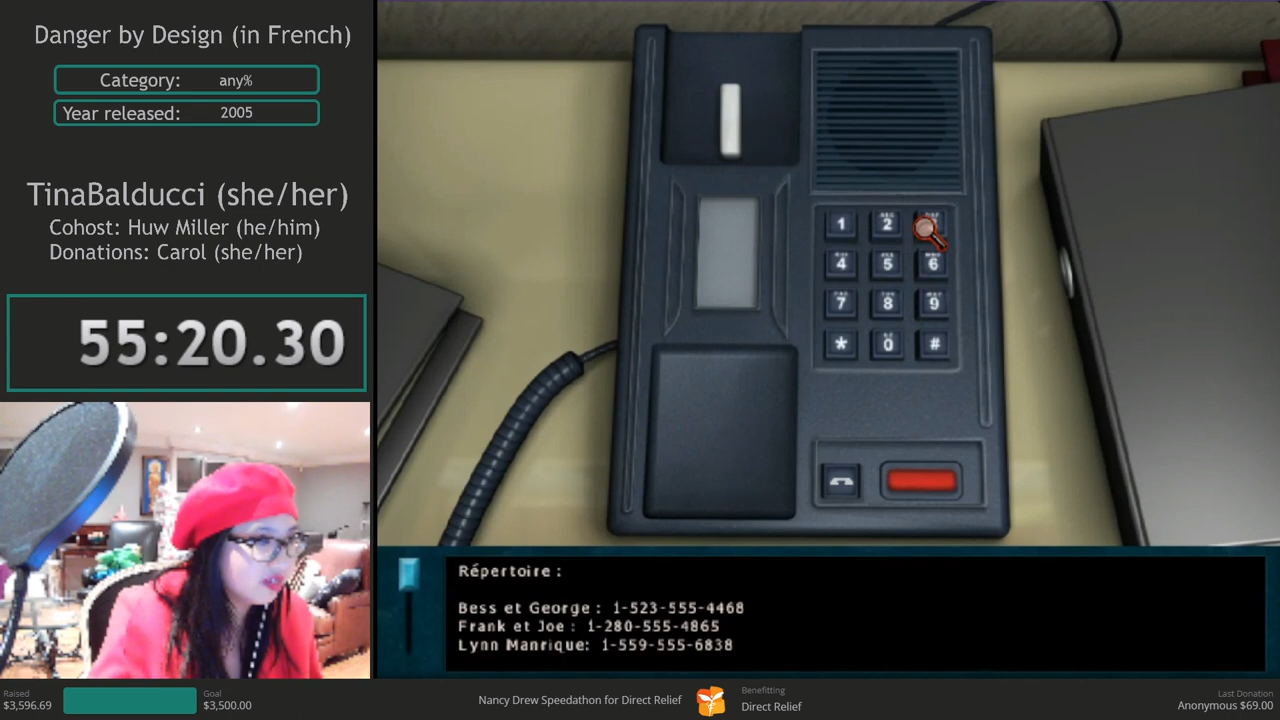 Danger by Design (in French)
Category: any%
Year released: 2005
TinaBalducci (she/her)
Cohost: Huw Miller (he/him)
Donations: Carol (she/her)
55:20.30
1 2
4 5 6
7 8 9
* 0 #
Répertoire :
Bess et George : 1-523-555-4468
Frank et Joe : 1-280-555-4865
Lynn Manrique: 1-559-555-6838
Raised
$3,596.69
Goal
$3,500.00
Nancy Drew Speedathon for Direct Relief
Benefitting
Direct Relief
Last Donation
Anonymous $69.00